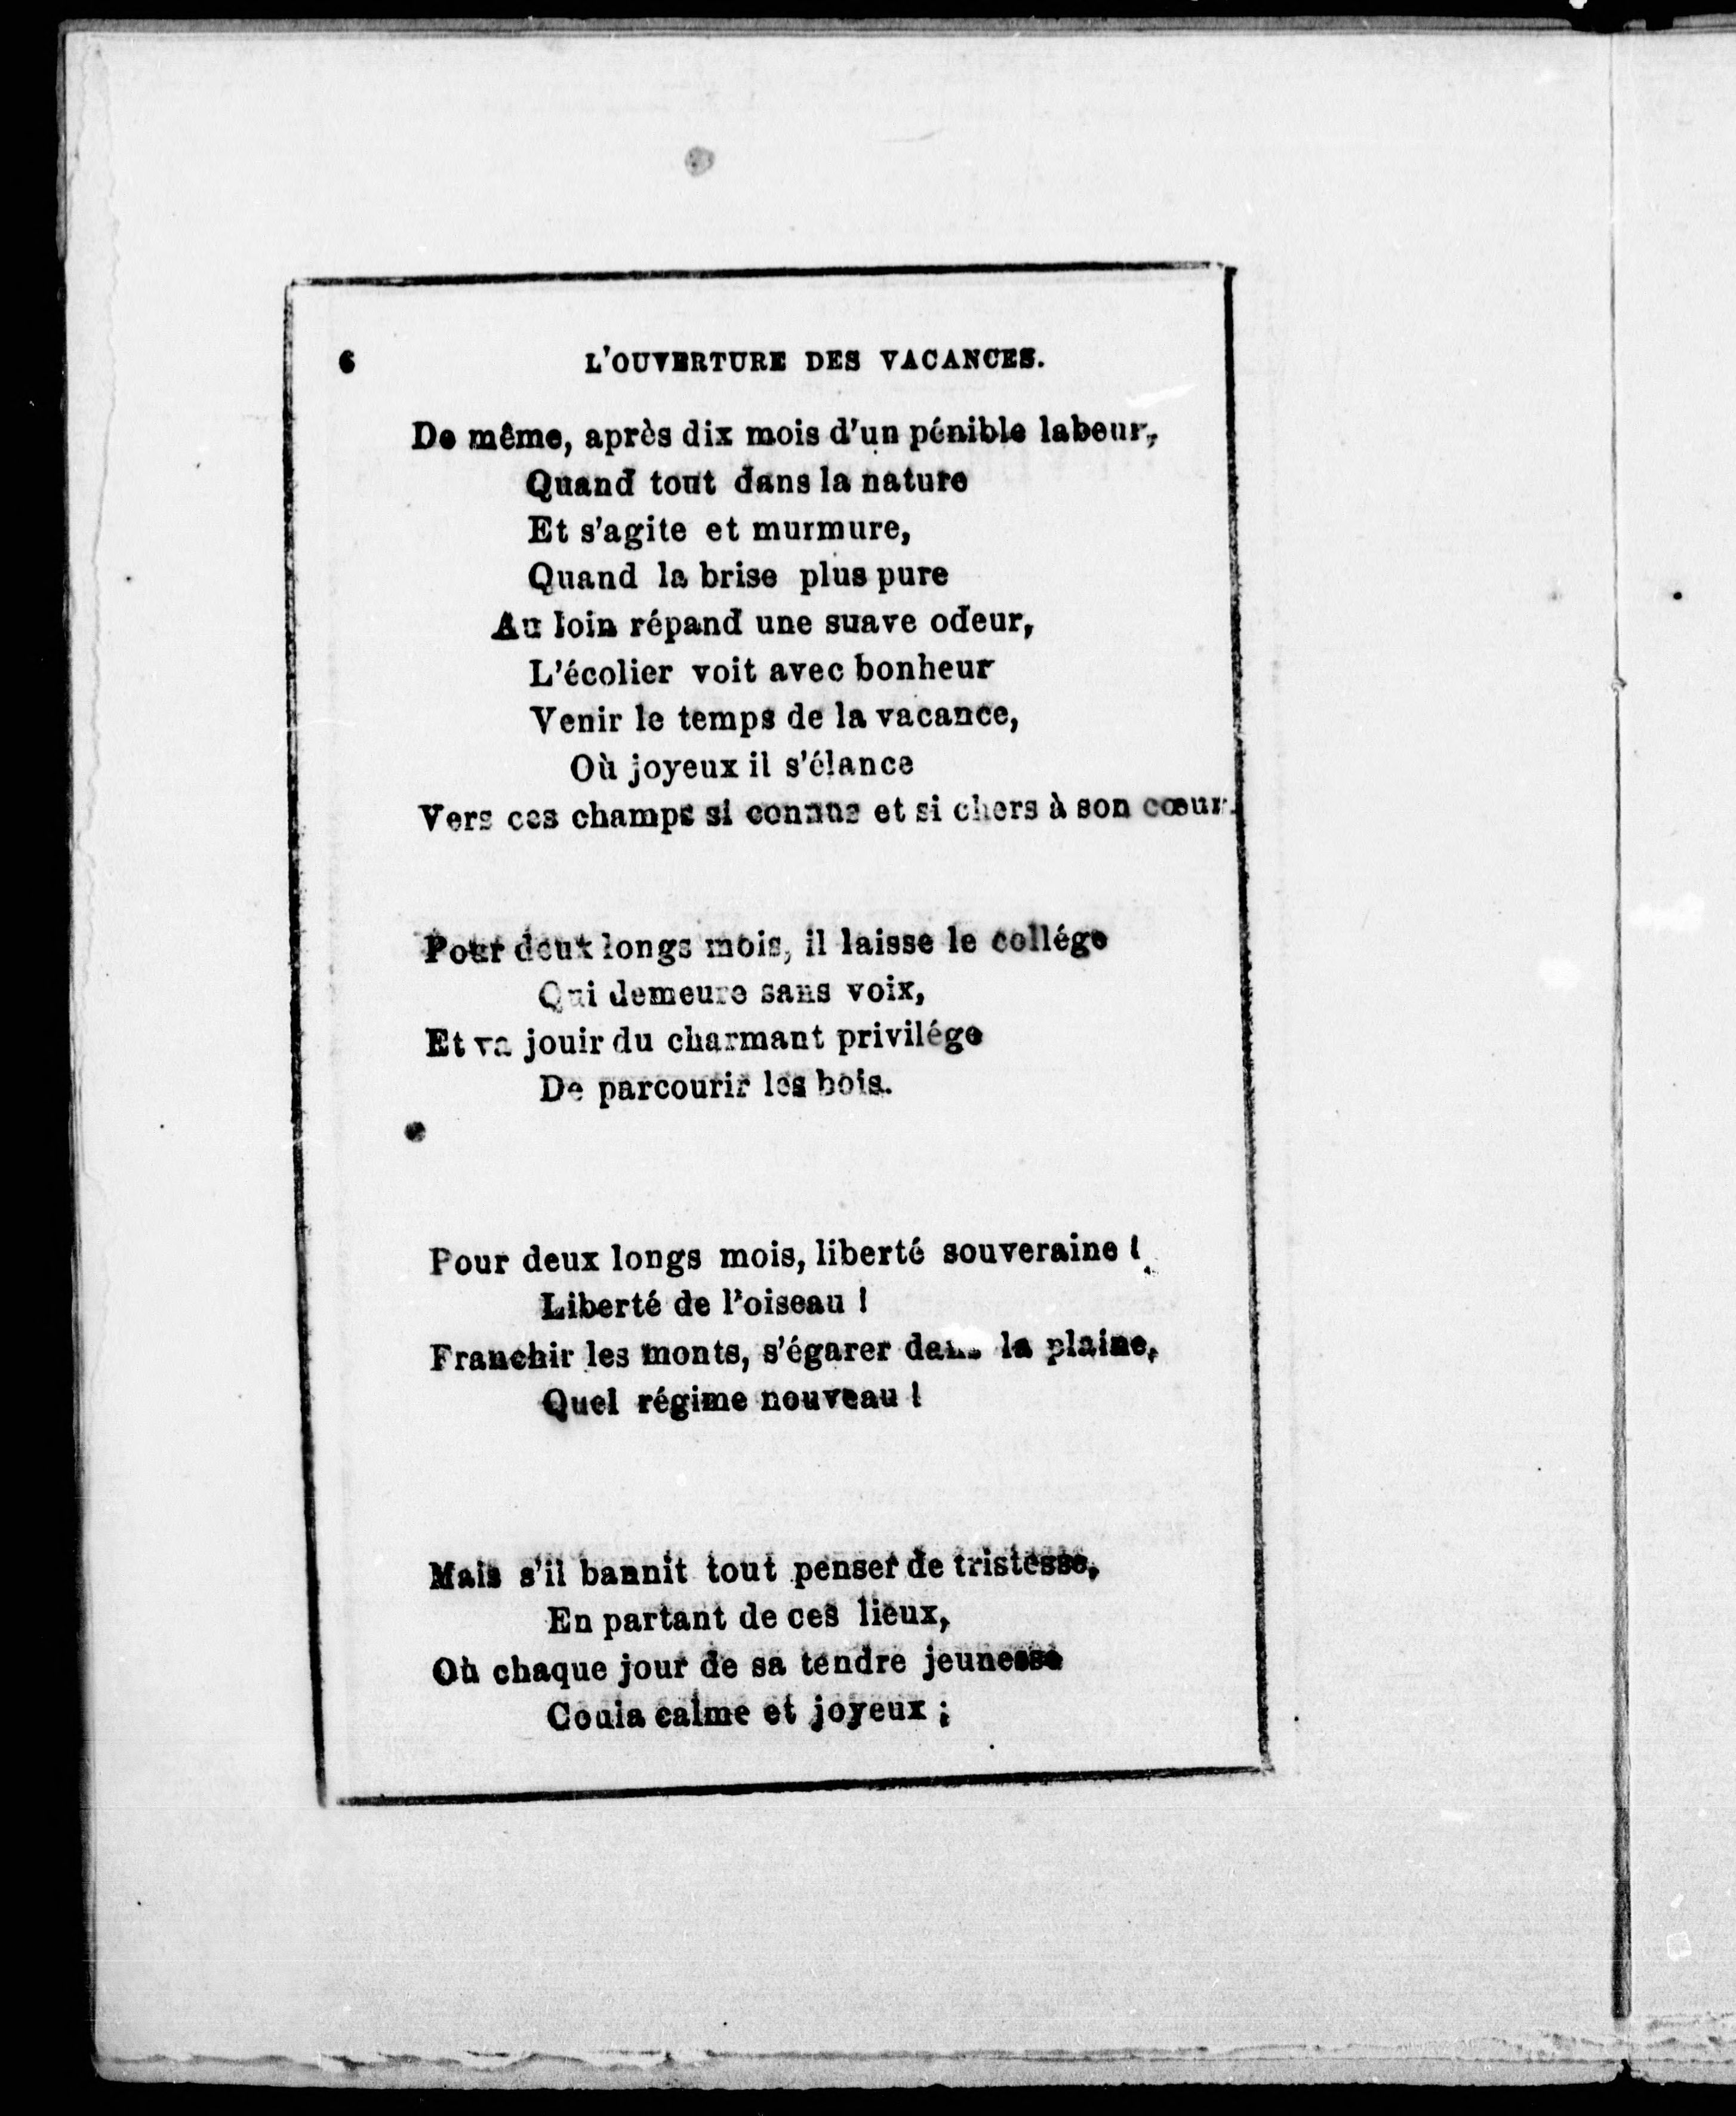 6 L'OUVERTURE DES VACANCES.
De même, après dix mois d'un pénible labeur,
Quand tout dans la nature
Et s'agite et murmure,
Quand la brise plus pure
Au loin répand une suave odeur,
L'écolier voit avec bonheur
Venir le temps de la vacance,
Où joyeux il s'élance
Vers ces champs si connus et si chers à son cœur.
Pour deux longs mois, il laisse le collége
Qui demeure sans voix,
Et va jouir du charmant privilége
De parcourir les bois.
Pour deux longs mois, liberté souveraine !
Liberté de l'oiseau !
Franchir les monts, s'égarer dans la plaine,
Quel régime nouveau !
Mais s'il bannit tout penser de tristesse,
En partant de ces lieux,
Où chaque jour de sa tendre jeunesse
Coula calme et joyeux ;